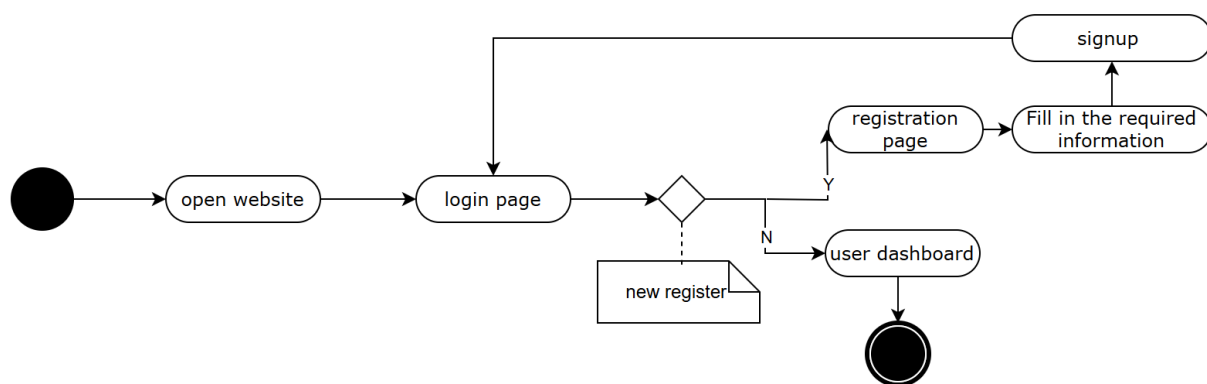 signup
registration
page
Fill in the required
information
open website
login page
Y
N
user dashboard
new register